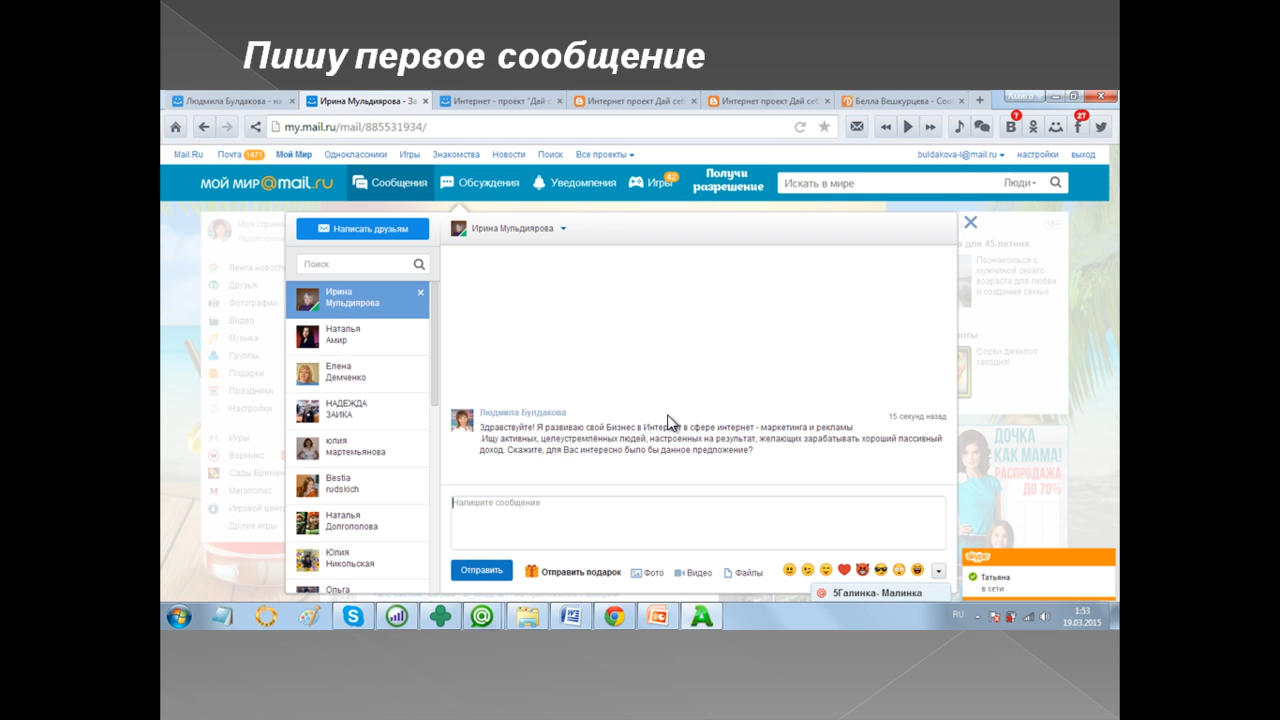 Пишу первое сообщение
Людмила Булдакова - на
Ирина Мульдиярова - За
Интернет - проект "Дай с
Интернет проект Дай себ
Интернет проект Дай себ
Белла Вешкурцева - Соо
my.mail.ru/mail/885531934/
7
27
Mail.Ru Почта 1471 Мой Мир Одноклассники Игры Знакомства Новости Поиск Все проекты
buldakova-l@mail.ru настройки выход
МОЙ МИР@mail.ru Сообщения Обсуждения Уведомления Игры 42
Получи
разрешение
Искать в мире Люди
Написать друзьям
Поиск
Ирина
Мульдиярова
Наталья
Амир
Елена
Демченко
НАДЕЖДА
ЗАИКА
юлия
мартемьянова
Bestia
rudskich
Наталья
Долгополова
Юлия
Никольская
Ольга
Лента новосте
Друзья
Фотографии
Видео
Музыка
Группы
Подарки
Праздники
Настройки
Игры
Вормикс
Сады Времен
Мегаполис
Игровой цент
Другие игры
Ирина Мульдиярова
Людмила Булдакова
15 секунд назад
Здравствуйте! Я развиваю свой Бизнес в Интернет в сфере интернет - маркетинга и рекламы
.Ищу активных, целеустремлённых людей, настроенных на результат, желающих зарабатывать хороший пассивный
доход. Скажите, для Вас интересно было бы данное предложение?
Напишите сообщение
Отправить Отправить подарок Фото Видео Файлы
5Галинка- Малинка
а для 45-летних
Познакомься с
мужчиной своего
возраста для любви
и создания семьи
Сорви джекпот
сегодня!
ДОЧКА
КАК МАМА!
РАСПРОДАЖА
ДО 70%
skype
Татьяна
в сети
RU
1:53
19.03.2015